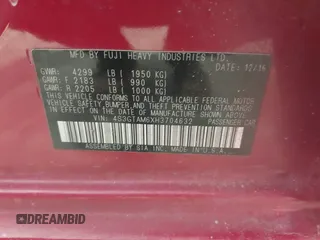 MFD BY FUJI HEAVY INDUSTRIES LTD.
GVWR: 4299 LB ( 1950 KG) DATE: 12/16
GAWR: F 2183 LB ( 990 KG)
GAWR: R 2205 LB ( 1000 KG)
THIS VEHICLE CONFORMS TO ALL APPLICABLE FEDERAL MOTOR
VEHICLE SAFETY, BUMPER, AND THEFT PREVENTION STANDARDS
IN EFFECT ON THE DATE OF MANUFACTURE SHOWN ABOVE.
VIN: 4S3GTAM6XH3704632 PASSENGER CAR
ASSEMBLED BY SIA INC. MADE IN U.S.A.
DREAMBID